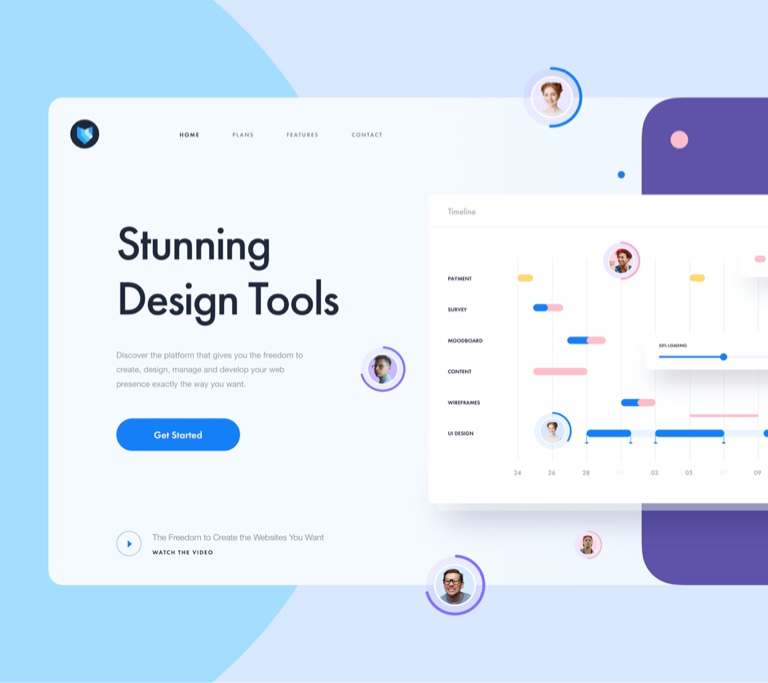 HOME PLANS FEATURES CONTACT
Stunning
Design Tools
Discover the platform that gives you the freedom to
create, design, manage and develop your web
presence exactly the way you want.
Get Started
The Freedom to Create the Websites You Want
WATCH THE VIDEO
Timeline
PAYMENT
SURVEY
MOODBOARD
50% LOADING
CONTENT
WIREFRAMES
UI DESIGN
24 26 28 03 05 07 09